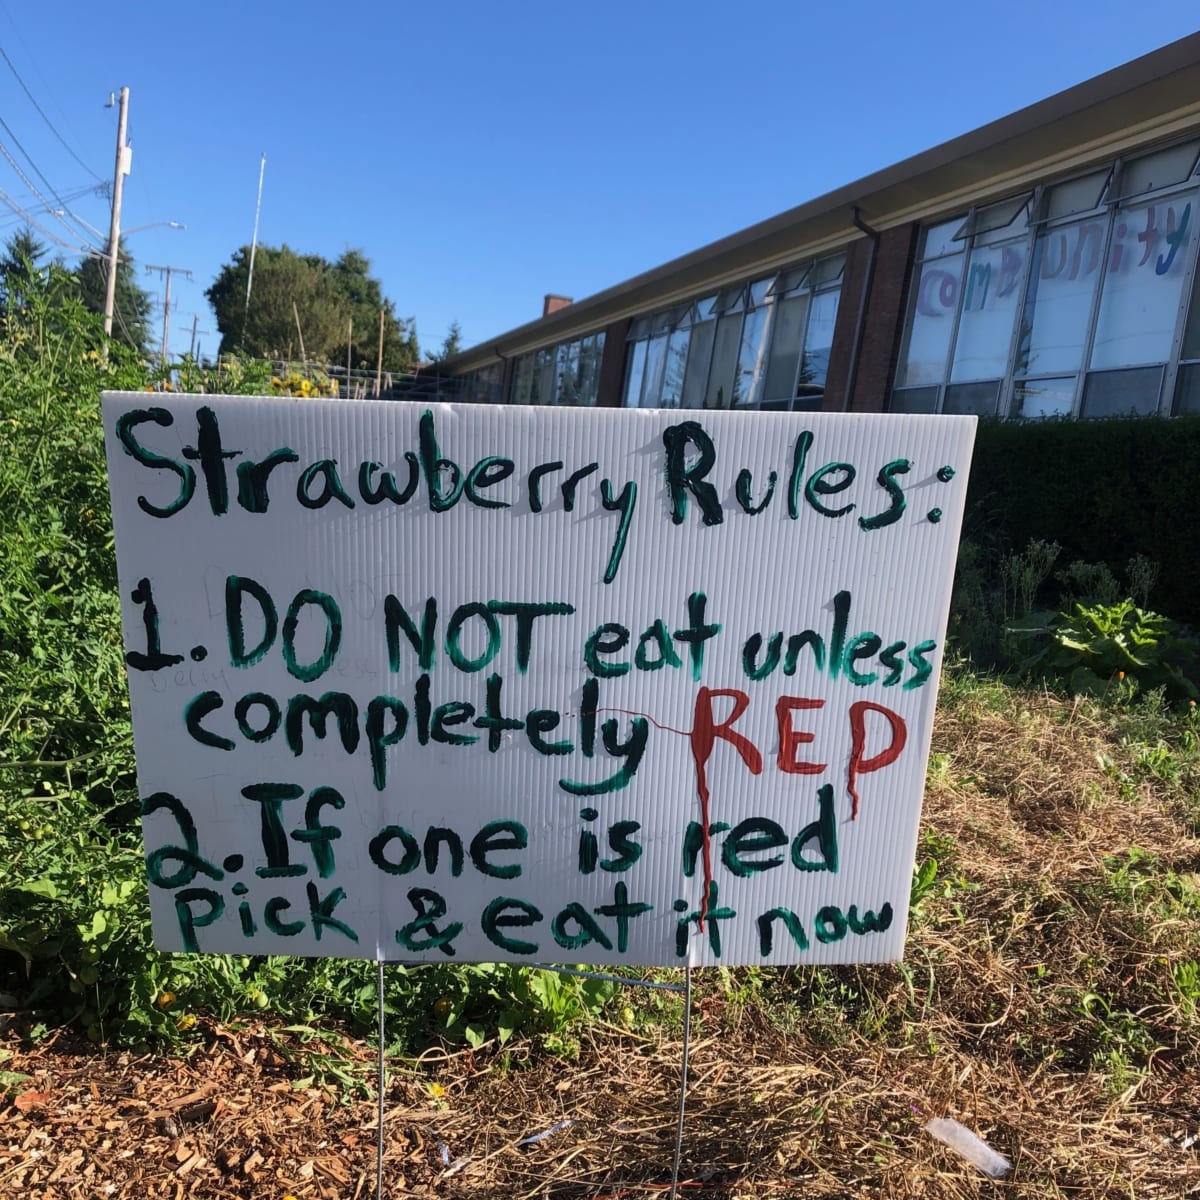 community
Strawberry Rules:
1. DO NOT eat unless
completely RED
2. If one is red
pick & eat it now